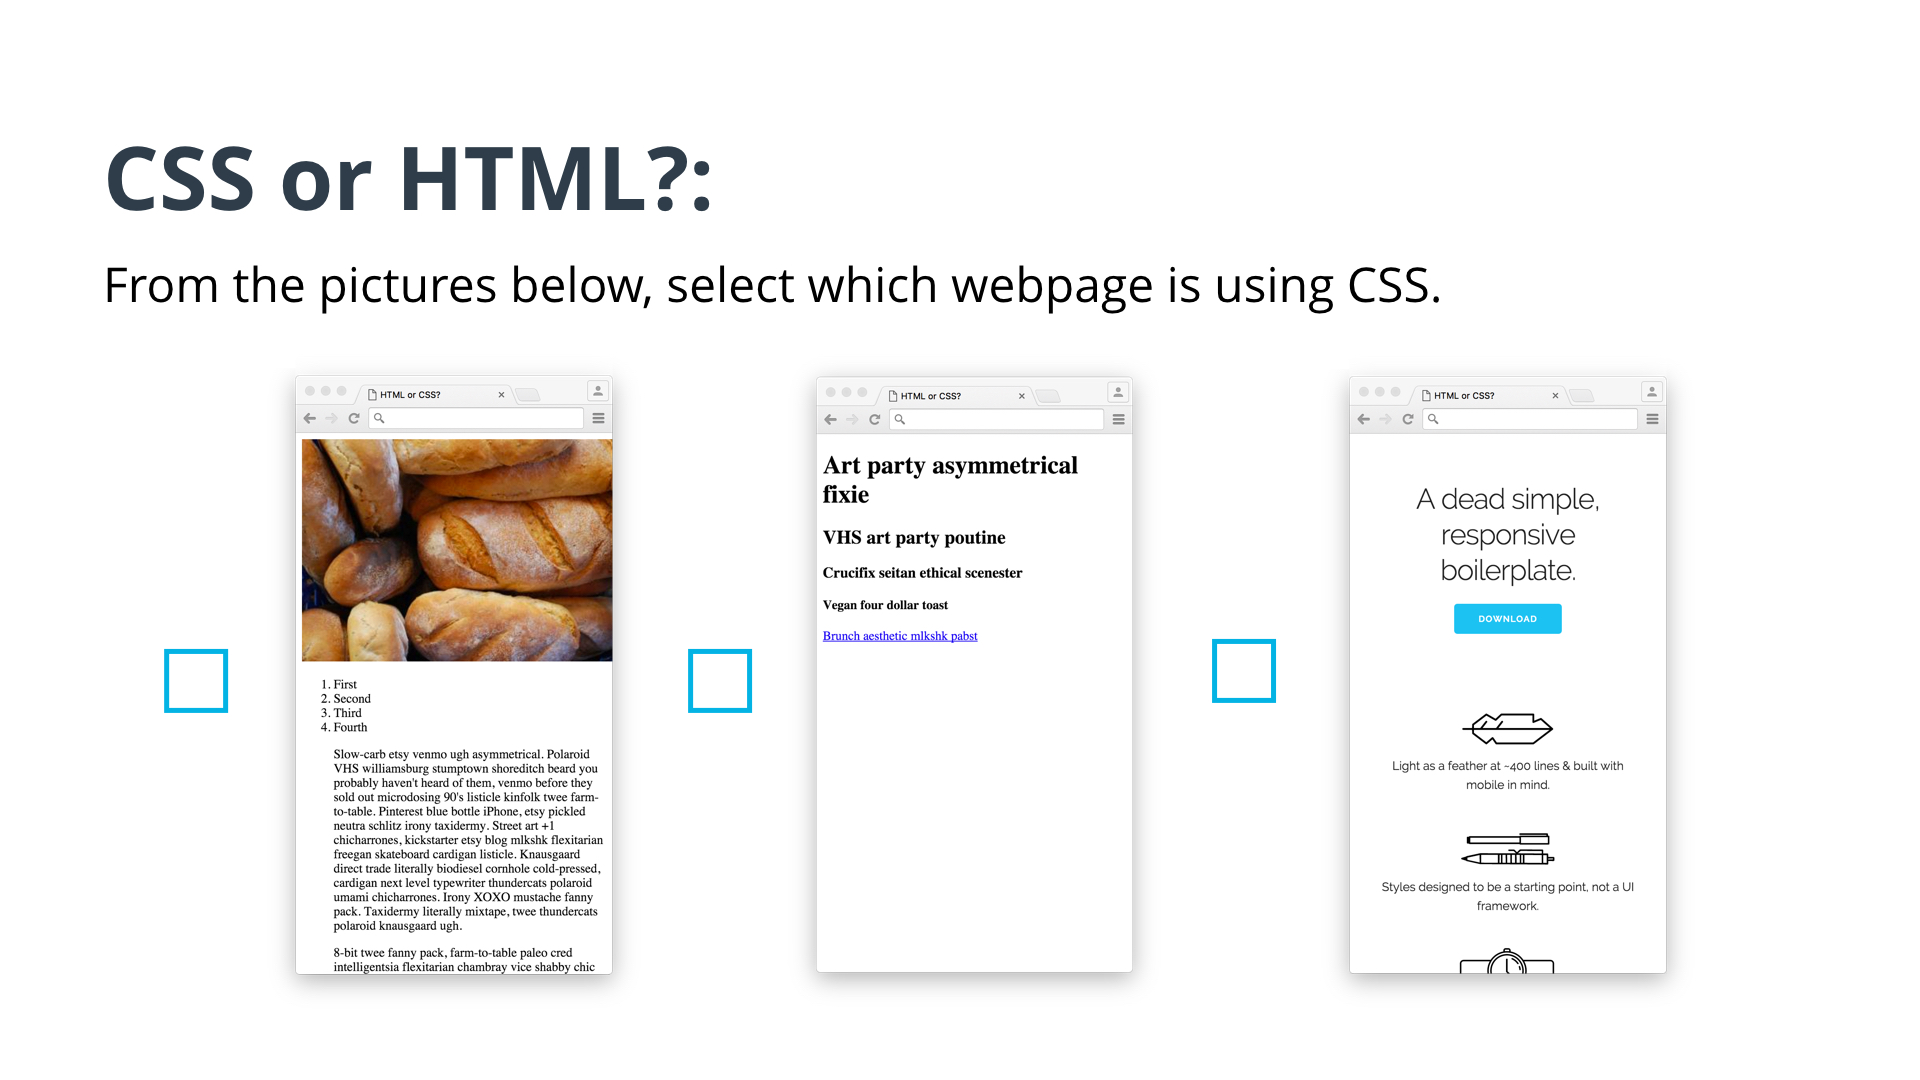 CSS or HTML?:
From the pictures below, select which webpage is using CSS.
HTML or CSS?
1. First
2. Second
3. Third
4. Fourth
Slow-carb etsy venmo ugh asymmetrical. Polaroid
VHS williamsburg stumptown shoreditch beard you
probably haven't heard of them, venmo before they
sold out microdosing 90's listicle kinfolk twee farm-
to-table. Pinterest blue bottle iPhone, etsy pickled
neutra schlitz irony taxidermy. Street art +1
chicharrones, kickstarter etsy blog mlkshk flexitarian
freegan skateboard cardigan listicle. Knausgaard
direct trade literally biodiesel cornhole cold-pressed,
cardigan next level typewriter thundercats polaroid
umami chicharrones. Irony XOXO mustache fanny
pack. Taxidermy literally mixtape, twee thundercats
polaroid knausgaard ugh.
8-bit twee fanny pack, farm-to-table paleo cred
intelligentsia flexitarian chambray vice shabby chic
HTML or CSS?
Art party asymmetrical
fixie
VHS art party poutine
Crucifix seitan ethical scenester
Vegan four dollar toast
Brunch aesthetic mlkshk pabst
HTML or CSS?
A dead simple,
responsive
boilerplate.
DOWNLOAD
Light as a feather at ~400 lines & built with
mobile in mind.
Styles designed to be a starting point, not a UI
framework.